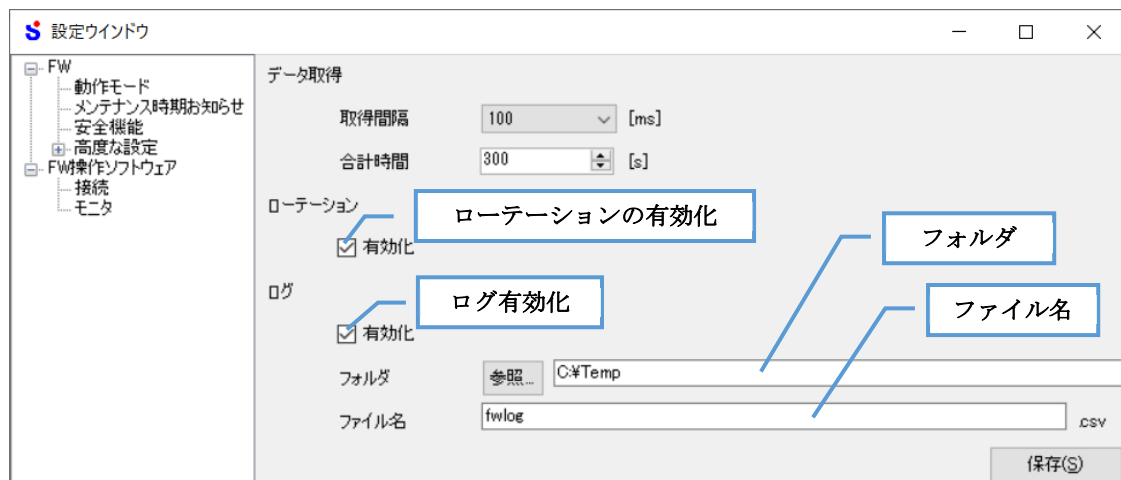 設定ウインドウ
FW
動作モード
メンテナンス時期お知らせ
安全機能
高度な設定
FW操作ソフトウェア
接続
モニタ
データ取得
取得間隔 100 [ms]
合計時間 300 [s]
ローテーション
ローテーションの有効化
有効化
フォルダ
ログ
ログ有効化
ファイル名
有効化
フォルダ 参照... C:¥Temp
ファイル名 fwlog .csv
保存(S)